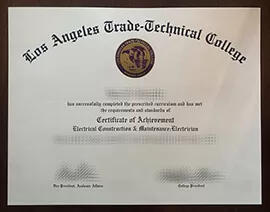 Los Angeles Trade-Technical College
has successfully completed the prescribed curriculum and has met
the requirements and standards of
Certificate of Achievement
Electrical Construction & Maintenance:Electrician
Vice President, Academic Affairs
College President